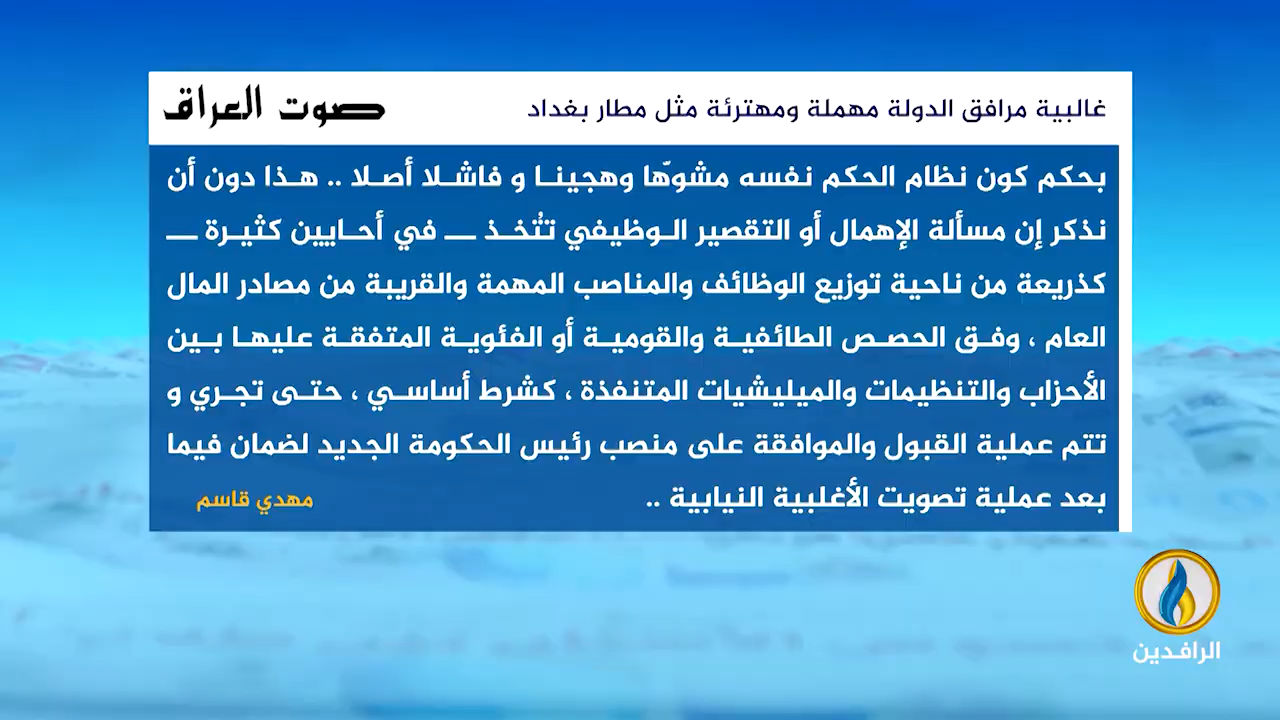 غالبية مرافق الدولة مهملة ومهترئة مثل مطار بغداد
صوت العراق
بحكم كون نظام الحكم نفسه مشوهّا وهجينا و فاشلا أصلا .. هذا دون أن
نذكر إن مسألة الإهمال أو التقصير الوظيفي تتُخذ ــ في أحايين كثيرة ــ
كذريعة من ناحية توزيع الوظائف والمناصب المهمة والقريبة من مصادر المال
العام ، وفق الحصص الطائفية والقومية أو الفئوية المتفقة عليها بين
الأحزاب والتنظيمات والميليشيات المتنفذة ، كشرط أساسي ، حتى تجري و
تتم عملية القبول والموافقة على منصب رئيس الحكومة الجديد لضمان فيما
بعد عملية تصويت الأغلبية النيابية ..
مهدي قاسم
الرافدين